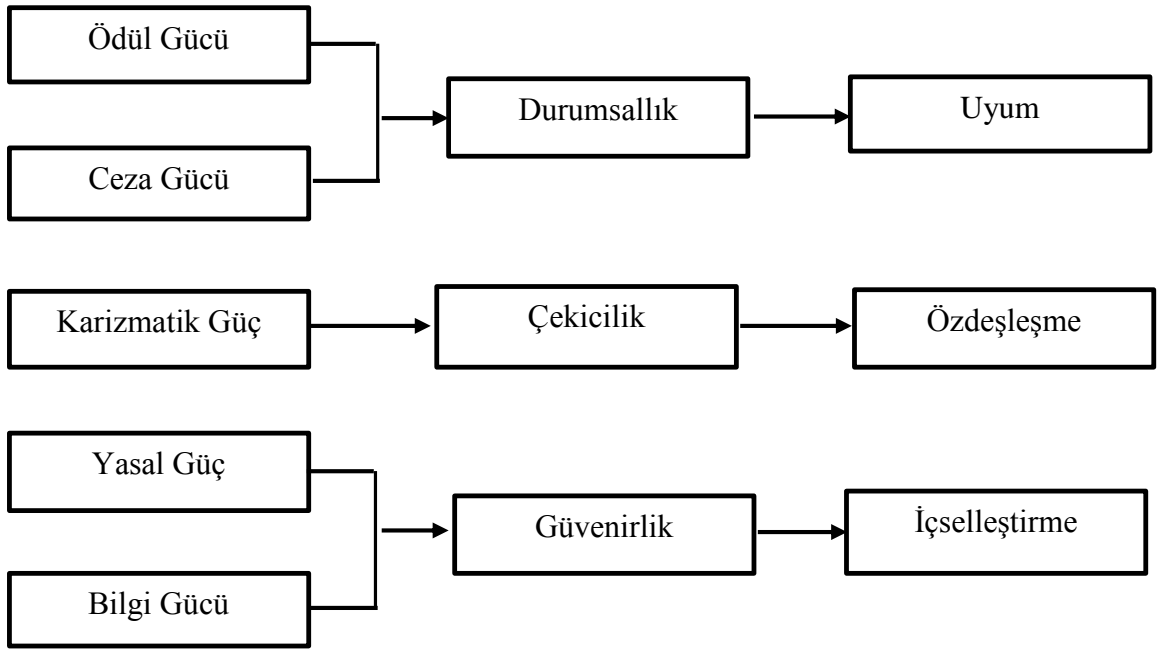 Ödül Gücü
Durumsallık
Uyum
Ceza Gücü
Karizmatik Güç
Çekicilik
Özdeşleşme
Yasal Güç
Güvenirlik
İçselleştirme
Bilgi Gücü